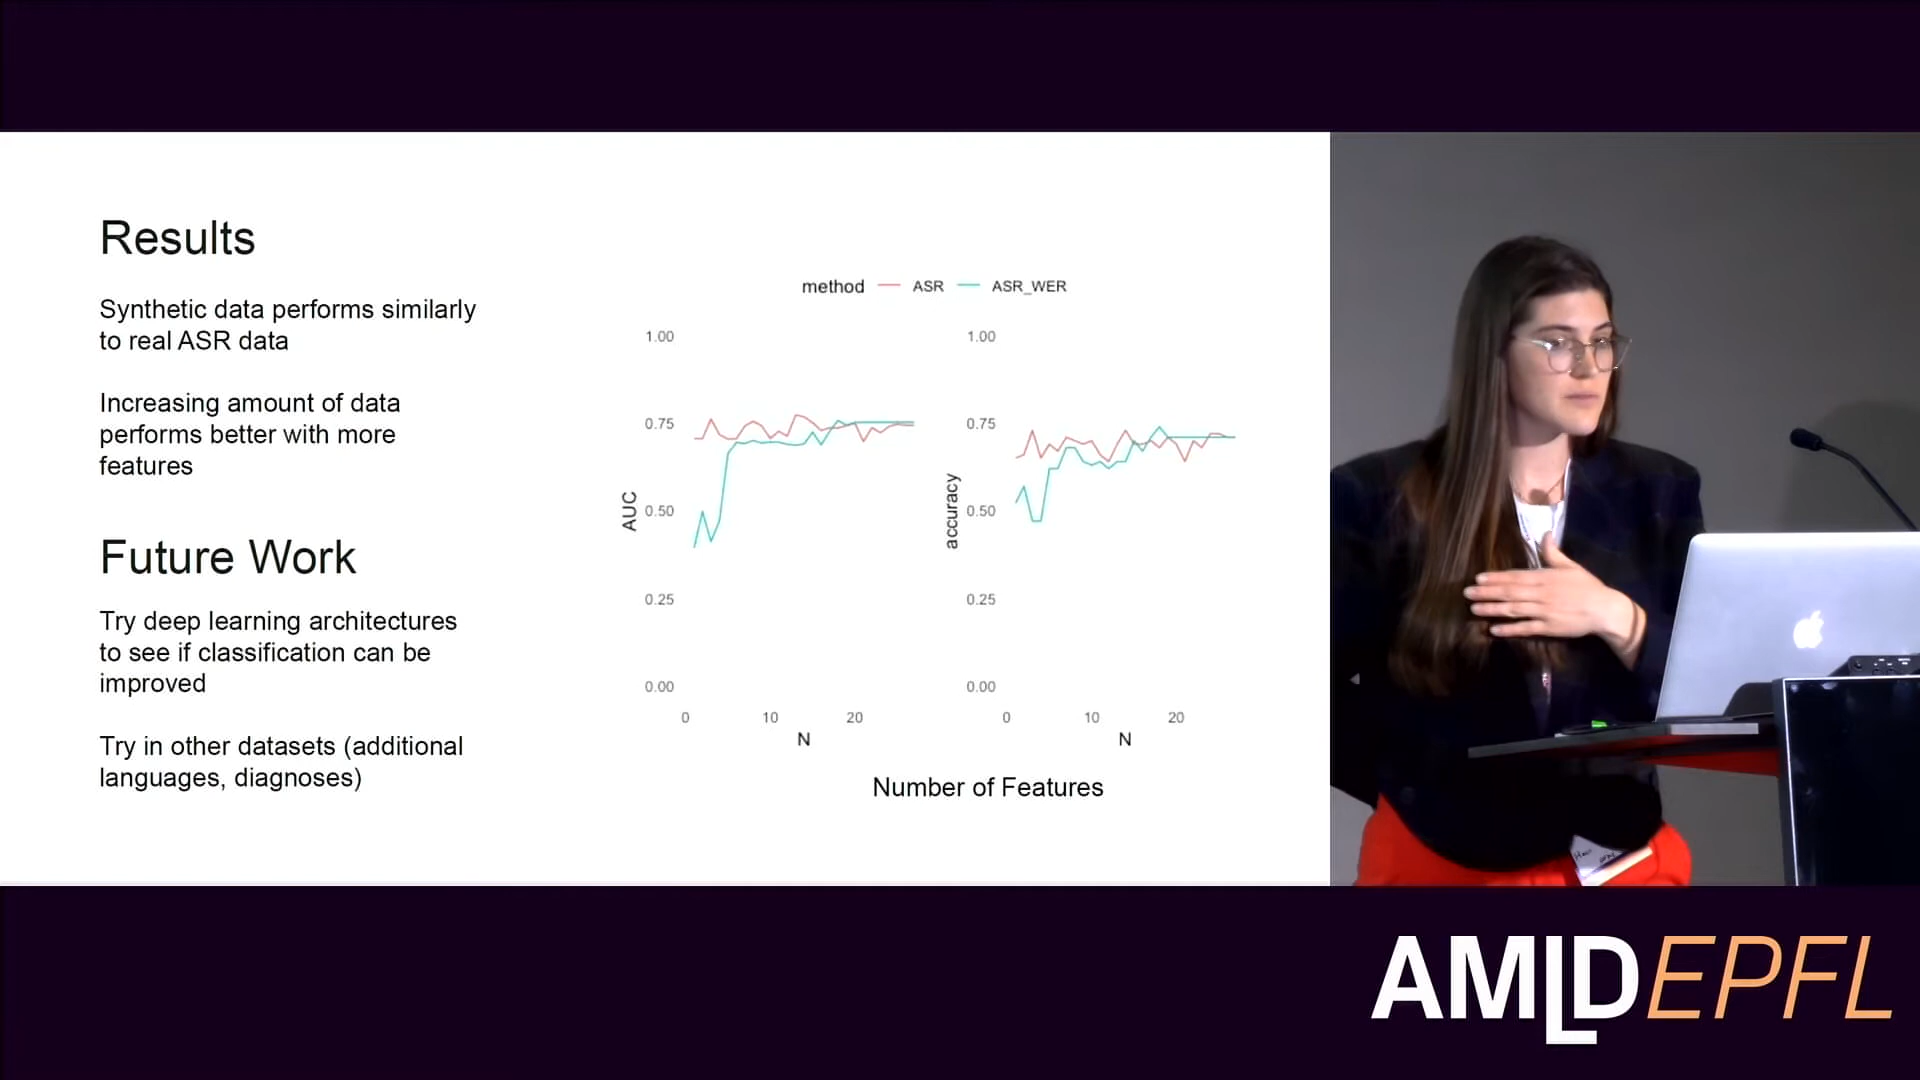 Results
Synthetic data performs similarly
to real ASR data
Increasing amount of data
performs better with more
features
Future Work
Try deep learning architectures
to see if classification can be
improved
Try in other datasets (additional
languages, diagnoses)
method ASR ASR_WER
AUC
1.00
0.75
0.50
0.25
0.00
0 10 20
N
accuracy
1.00
0.75
0.50
0.25
0.00
0 10 20
N
Number of Features
AMLD EPFL